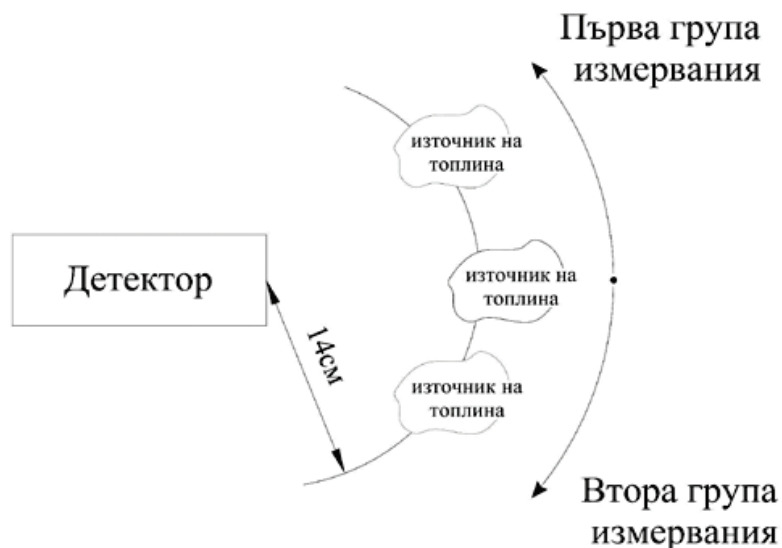 Първа група
измервания
източник на
топлина
Детектор
източник на
топлина
14см
източник на
топлина
Втора група
измервания